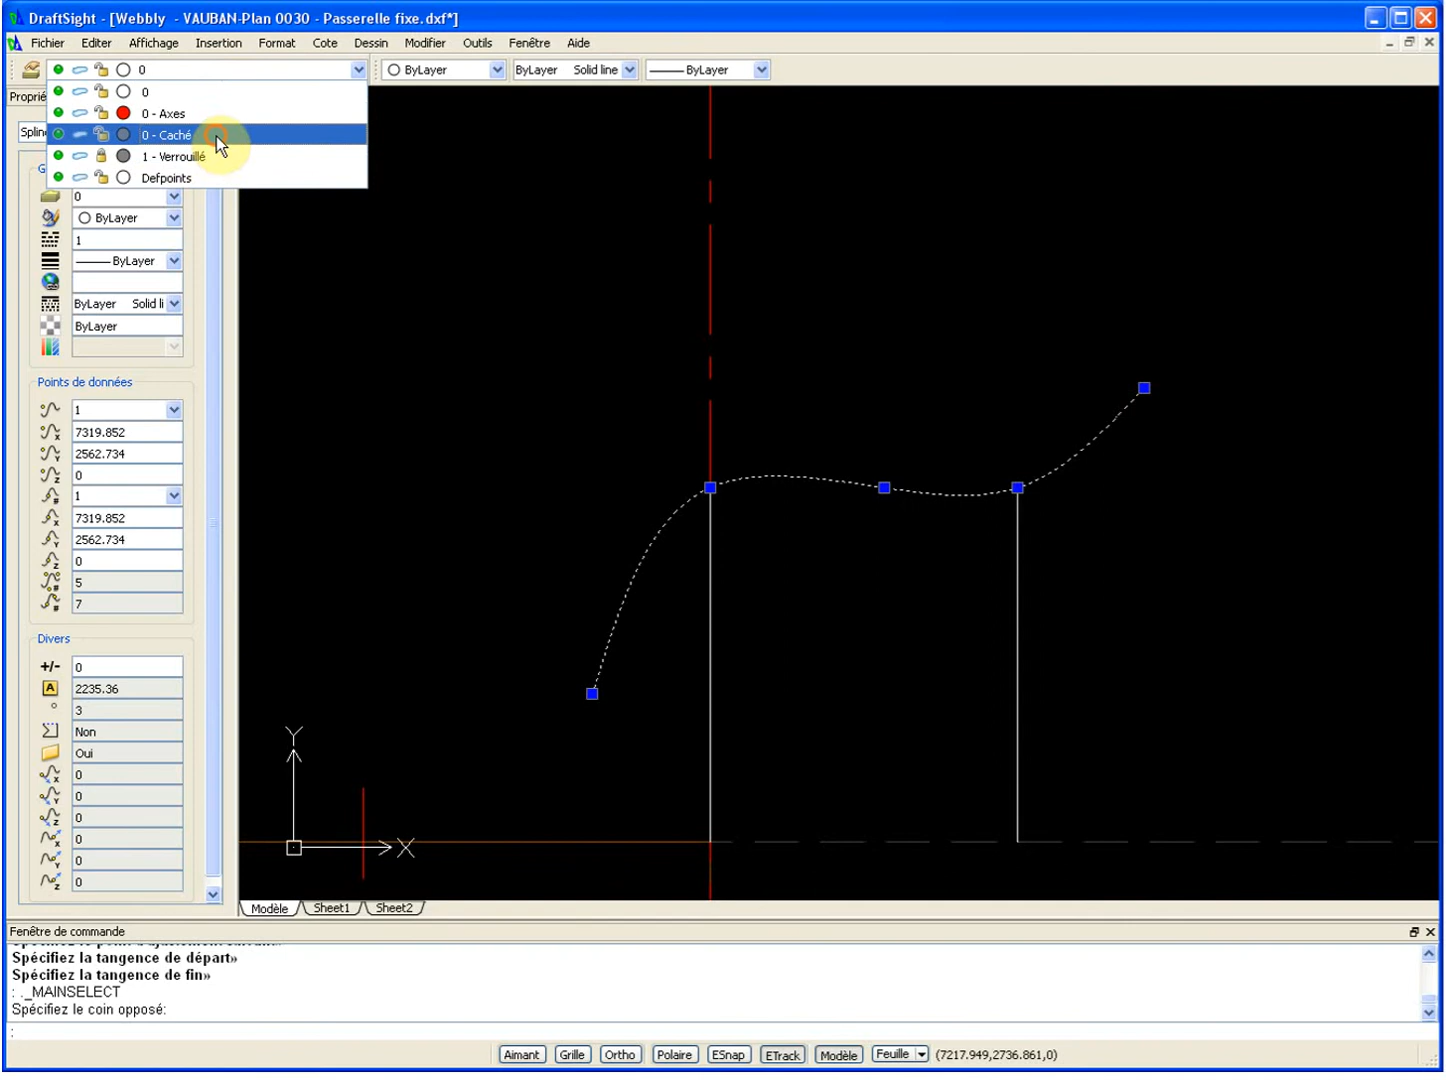 DraftSight - [Webbly - VAUBAN-Plan 0030 - Passerelle fixe.dxf*]
Fichier Editer Affichage Insertion Format Cote Dessin Modifier Outils Fenêtre Aide
0 ByLayer ByLayer Solid line ByLayer
Proprié
0
0 - Axes
Spline
0 - Caché
1 - Verrouillé
Defpoints
0
ByLayer
1
ByLayer
ByLayer Solid li
ByLayer
Points de données
1
7319.852
2562.734
0
1
7319.852
2562.734
0
5
7
Divers
+/- 0
A 2235.36
3
Non
Oui
0
0
0
0
0
0
Y
X
Modèle Sheet1 Sheet2
Fenêtre de commande
Spécifiez la tangence de départ»
Spécifiez la tangence de fin»
: ._MAINSELECT
Spécifiez le coin opposé:
:
Aimant Grille Ortho Polaire ESnap ETrack Modèle Feuille (7217.949,2736.861,0)